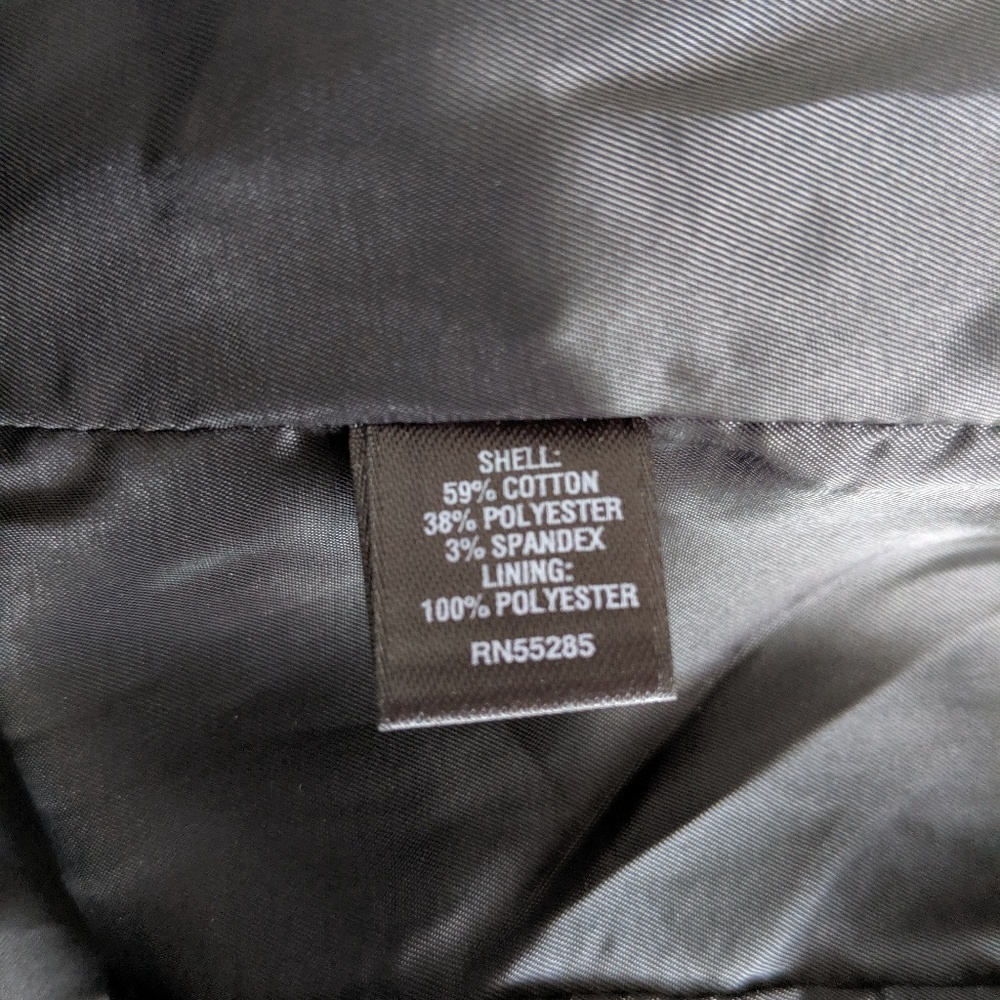 SHELL:
59% COTTON
38% POLYESTER
3% SPANDEX
LINING:
100% POLYESTER
RN55285